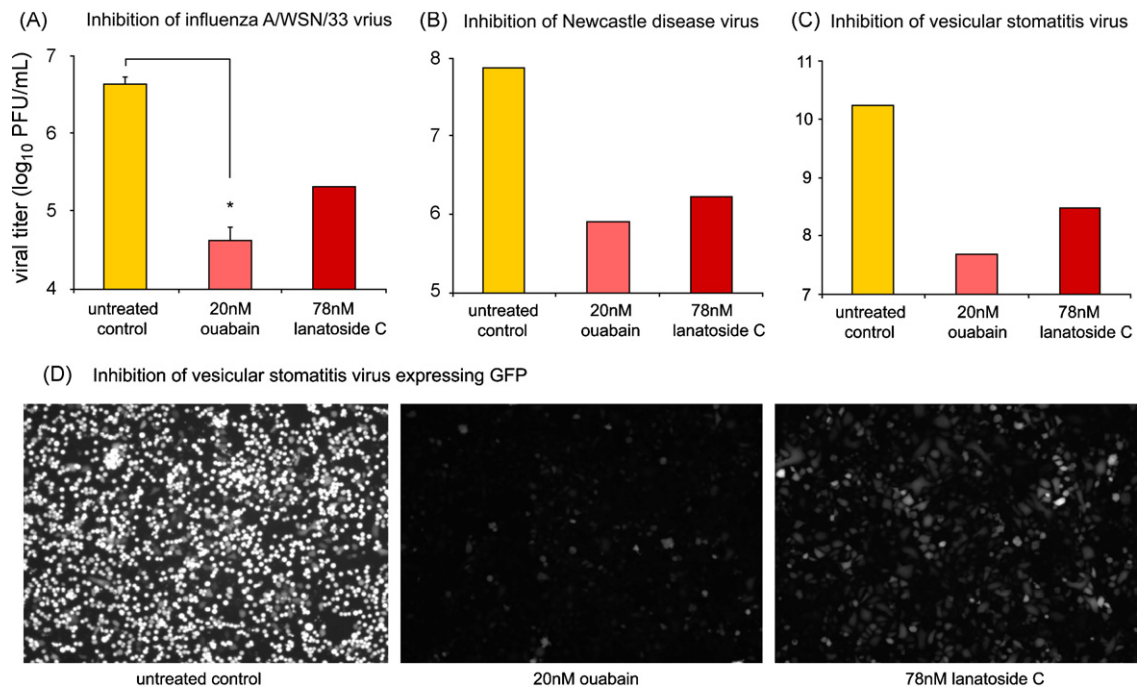 (A) Inhibition of influenza A/WSN/33 vrius
(B) Inhibition of Newcastle disease virus
(C) Inhibition of vesicular stomatitis virus
viral titer (log10 PFU/mL)
7
6
5
4
*
untreated control
20nM ouabain
78nM lanatoside C
8
7
6
5
untreated control
20nM ouabain
78nM lanatoside C
11
10
9
8
7
untreated control
20nM ouabain
78nM lanatoside C
(D) Inhibition of vesicular stomatitis virus expressing GFP
untreated control
20nM ouabain
78nM lanatoside C